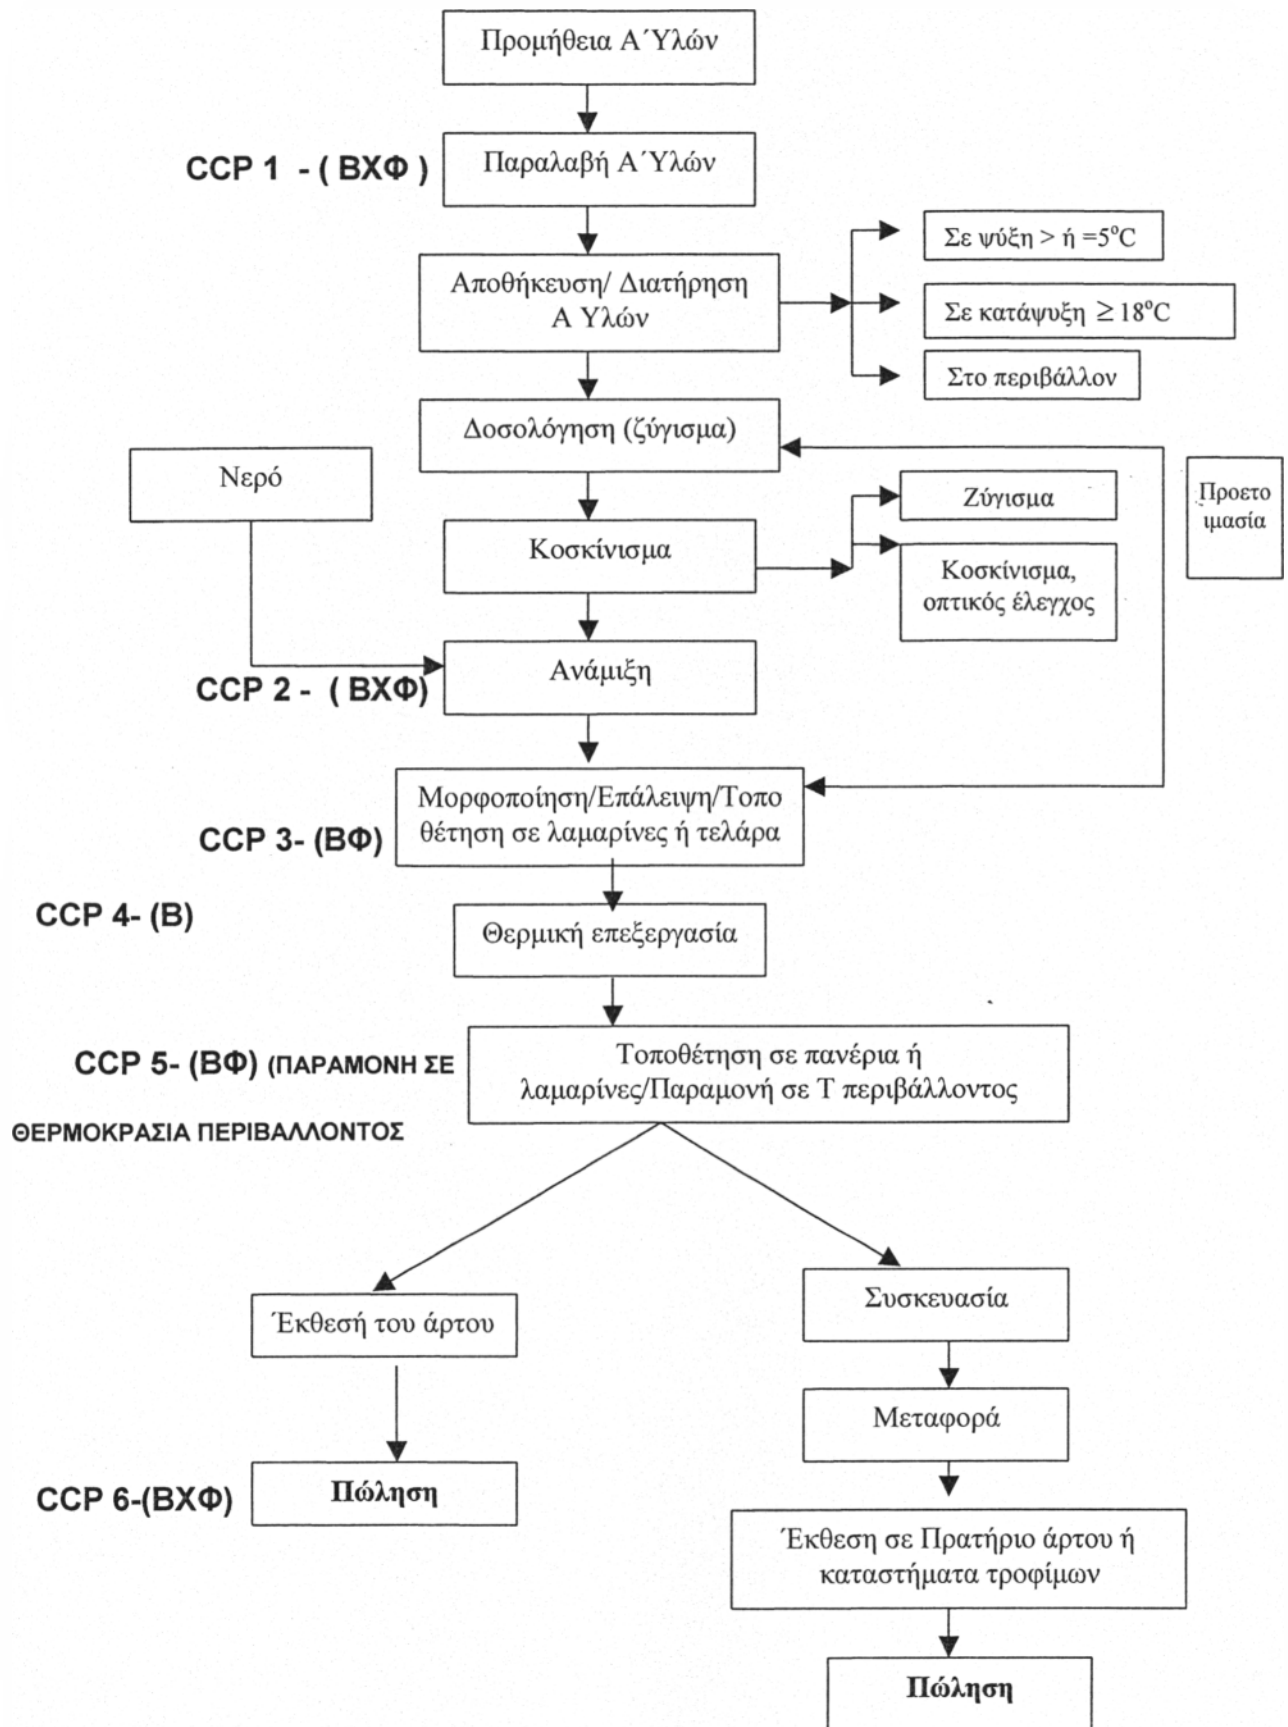 Προμήθεια Α΄Υλών
CCP 1 - ( ΒΧΦ )
Παραλαβή Α΄Υλών
Αποθήκευση/ Διατήρηση
Α Υλών
Σε ψύξη > ή =5°C
Σε κατάψυξη ≥ 18°C
Στο περιβάλλον
Δοσολόγηση (ζύγισμα)
Νερό
Κοσκίνισμα
Ζύγισμα
Κοσκίνισμα,
οπτικός έλεγχος
Προετο
ιμασία
Ανάμιξη
CCP 2 - ( ΒΧΦ)
Μορφοποίηση/Επάλειψη/Τοπο
θέτηση σε λαμαρίνες ή τελάρα
CCP 3- (ΒΦ)
CCP 4- (Β)
Θερμική επεξεργασία
CCP 5- (ΒΦ) (ΠΑΡΑΜΟΝΗ ΣΕ
ΘΕΡΜΟΚΡΑΣΙΑ ΠΕΡΙΒΑΛΛΟΝΤΟΣ
Τοποθέτηση σε πανέρια ή
λαμαρίνες/Παραμονή σε Τ περιβάλλοντος
Έκθεσή του άρτου
Συσκευασία
Μεταφορά
CCP 6-(ΒΧΦ)
Πώληση
Έκθεση σε Πρατήριο άρτου ή
καταστήματα τροφίμων
Πώληση